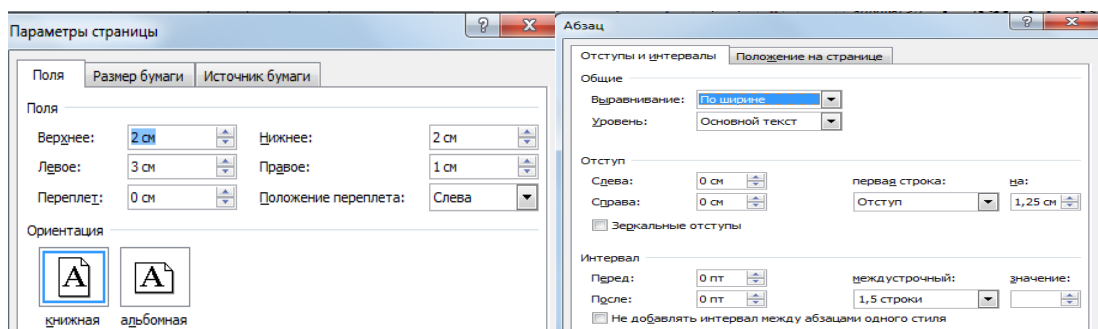 Параметры страницы
Поля Размер бумаги Источник бумаги
Поля
Верхнее: 2 см Нижнее: 2 см
Левое: 3 см Правое: 1 см
Переплет: 0 см Положение переплета: Слева
Ориентация
A A
книжная альбомная
Абзац
Отступы и интервалы Положение на странице
Общие
Выравнивание: По ширине
Уровень: Основной текст
Отступ
Слева: 0 см первая строка: на:
Справа: 0 см Отступ 1,25 см
Зеркальные отступы
Интервал
Перед: 0 пт междустрочный: значение:
После: 0 пт 1,5 строки
Не добавлять интервал между абзацами одного стиля